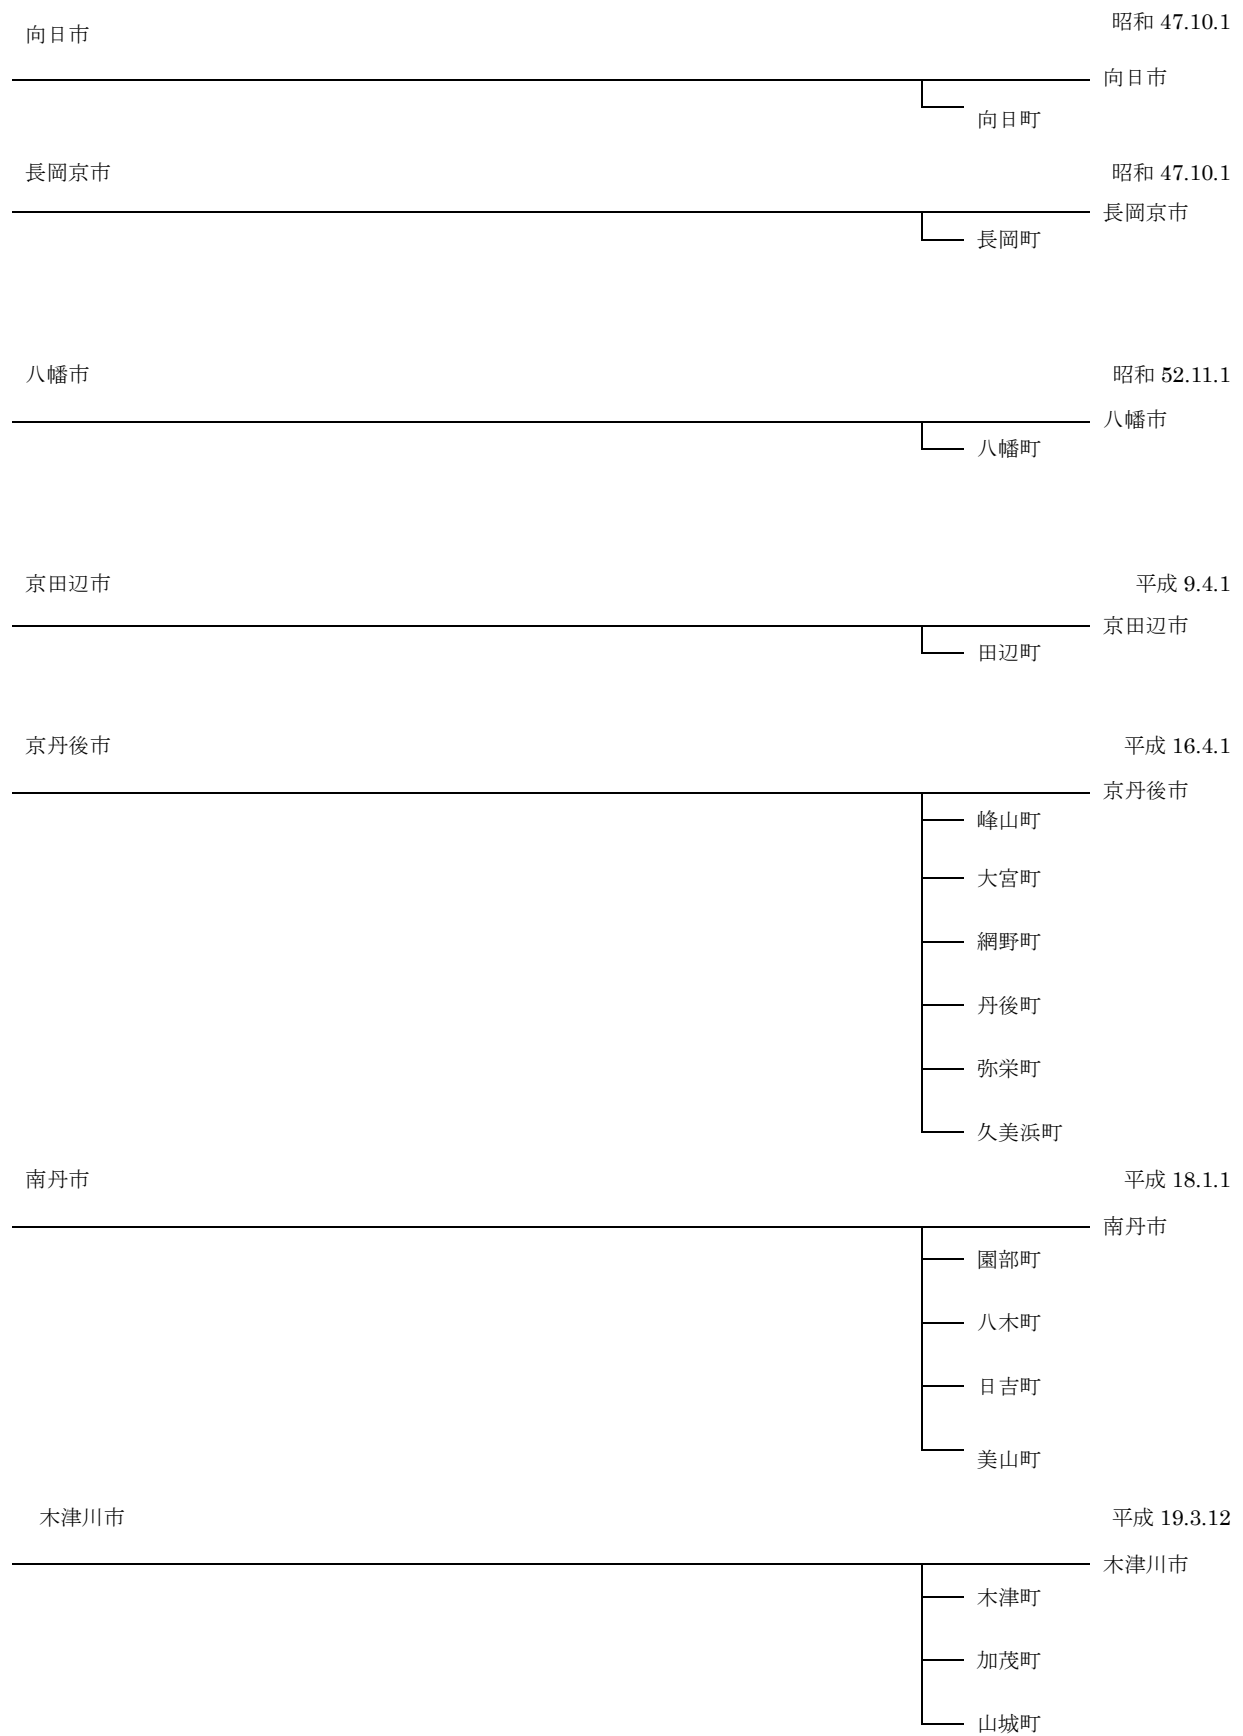 向日市
昭和 47.10.1
向日市
向日町
長岡京市
昭和 47.10.1
長岡京市
長岡町
八幡市
昭和 52.11.1
八幡市
八幡町
京田辺市
平成 9.4.1
京田辺市
田辺町
京丹後市
平成 16.4.1
京丹後市
峰山町
大宮町
網野町
丹後町
弥栄町
久美浜町
南丹市
平成 18.1.1
南丹市
園部町
八木町
日吉町
美山町
木津川市
平成 19.3.12
木津川市
木津町
加茂町
山城町